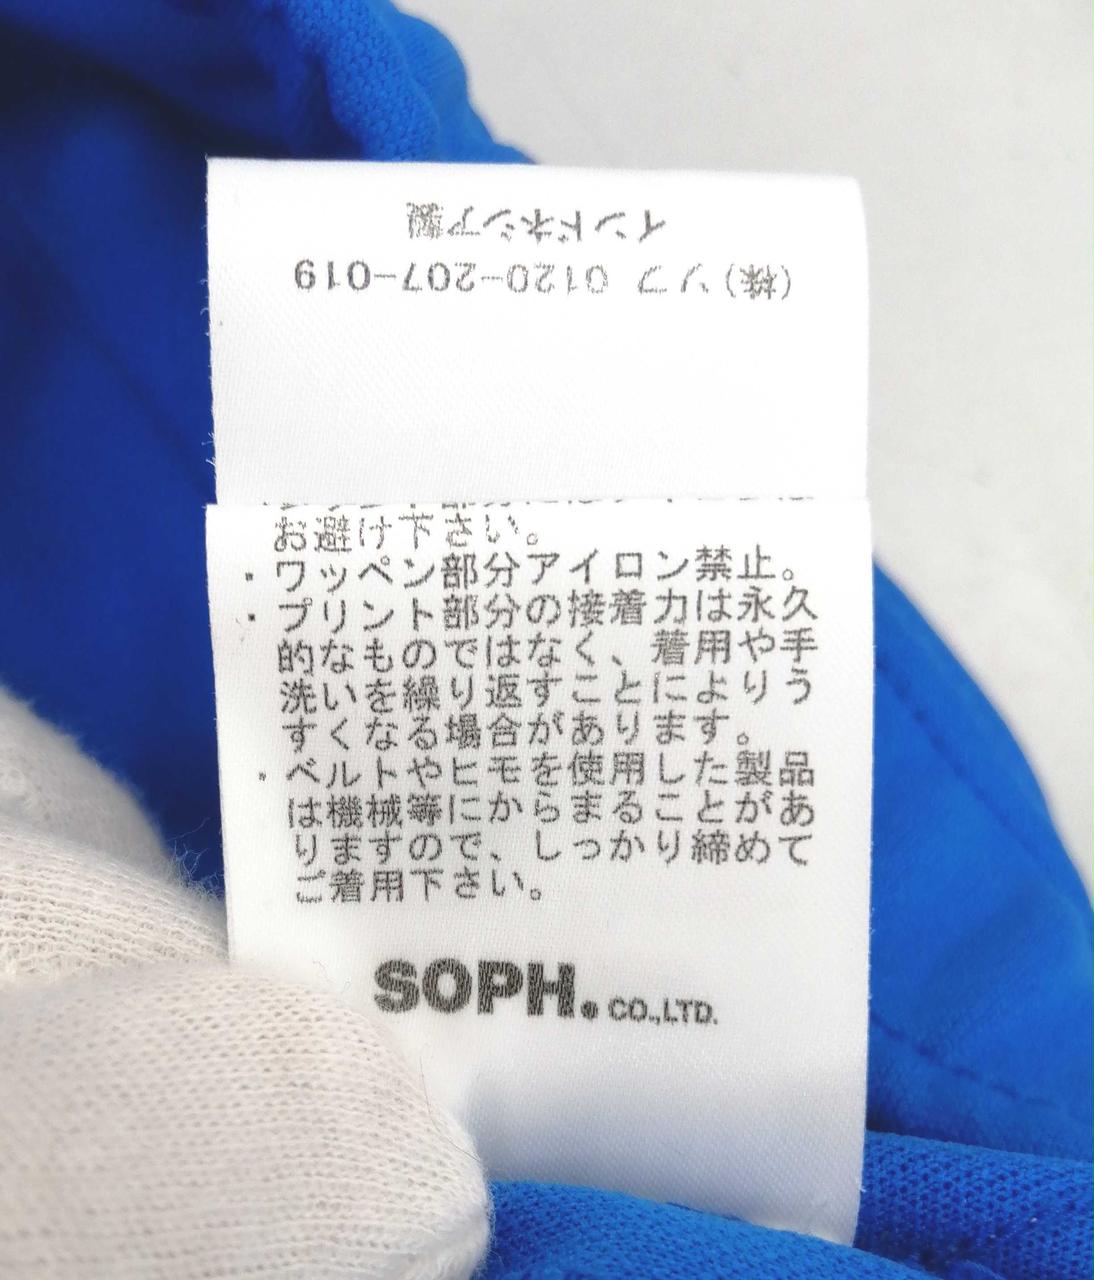 インドネシア製
(株)ソフ 0120-207-019
お避け下さい。
・ワッペン部分アイロン禁止。
・プリント部分の接着力は永久
的なものではなく、着用や手
洗いを繰り返すことによりう
すくなる場合があります。
・ベルトやヒモを使用した製品
は機械等にからまることがあ
りますので、しっかり締めて
ご着用下さい。
SOPH. CO.,LTD.